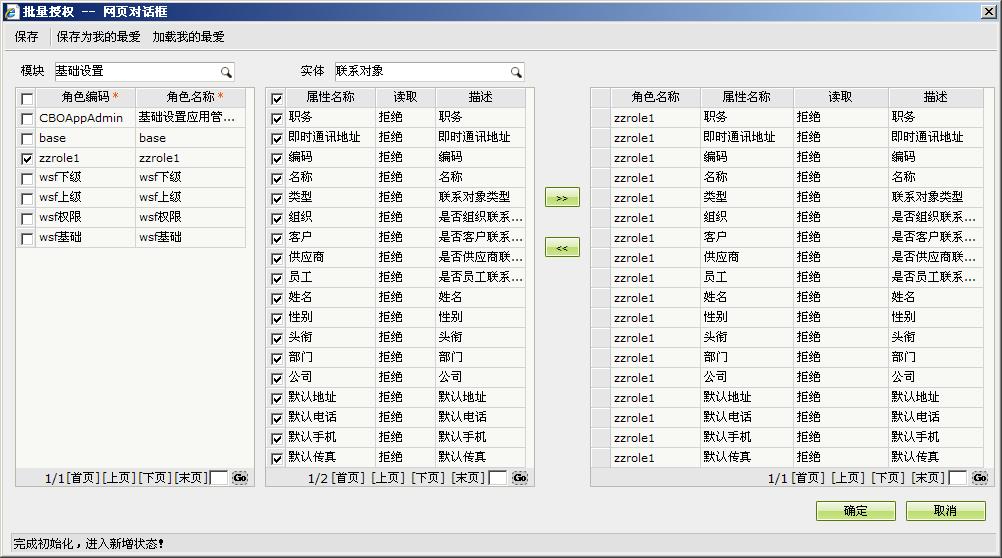 批量授权 -- 网页对话框
保存 保存为我的最爱 加载我的最爱
模块 基础设置 实体 联系对象
角色编码* 角色名称* 属性名称 读取 描述 角色名称 属性名称 读取 描述
CBOAppAdmin 基础设置应用管... 职务 拒绝 职务 zzrole1 职务 拒绝 职务
base base 即时通讯地址 拒绝 即时通讯地址 zzrole1 即时通讯地址 拒绝 即时通讯地址
zzrole1 zzrole1 编码 拒绝 编码 >> zzrole1 编码 拒绝 编码
wsf下级 wsf下级 名称 拒绝 名称 zzrole1 名称 拒绝 名称
wsf上级 wsf上级 类型 拒绝 联系对象类型 zzrole1 类型 拒绝 联系对象类型
wsf权限 wsf权限 组织 拒绝 是否组织联系... zzrole1 组织 拒绝 是否组织联系...
wsf基础 wsf基础 客户 拒绝 是否客户联系... << zzrole1 客户 拒绝 是否客户联系...
供应商 拒绝 是否供应商联... zzrole1 供应商 拒绝 是否供应商联...
员工 拒绝 是否员工联系... zzrole1 员工 拒绝 是否员工联系...
姓名 拒绝 姓名 zzrole1 姓名 拒绝 姓名
性别 拒绝 性别 zzrole1 性别 拒绝 性别
头衔 拒绝 头衔 zzrole1 头衔 拒绝 头衔
部门 拒绝 部门 zzrole1 部门 拒绝 部门
公司 拒绝 公司 zzrole1 公司 拒绝 公司
默认地址 拒绝 默认地址 zzrole1 默认地址 拒绝 默认地址
默认电话 拒绝 默认电话 zzrole1 默认电话 拒绝 默认电话
默认手机 拒绝 默认手机 zzrole1 默认手机 拒绝 默认手机
默认传真 拒绝 默认传真 zzrole1 默认传真 拒绝 默认传真
1/1[首页][上页][下页][末页] Go 1/2 [首页] [上页] [下页] [末页] Go 1/1 [首页] [上页] [下页] [末页] Go
确定 取消
完成初始化，进入新增状态!